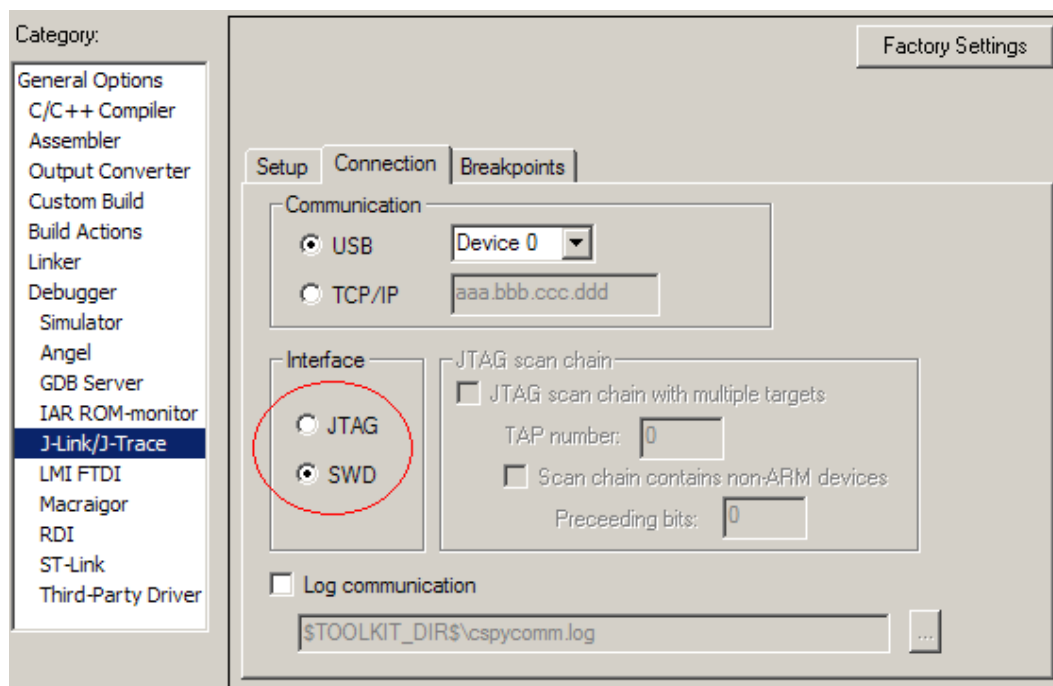 Category:
General Options
C/C++ Compiler
Assembler
Output Converter
Custom Build
Build Actions
Linker
Debugger
Simulator
Angel
GDB Server
IAR ROM-monitor
J-Link/J-Trace
LMI FTDI
Macraigor
RDI
ST-Link
Third-Party Driver
Factory Settings
Setup Connection Breakpoints
Communication
USB Device 0
TCP/IP aaa.bbb.ccc.ddd
Interface
JTAG
SWD
JTAG scan chain
JTAG scan chain with multiple targets
TAP number: 0
Scan chain contains non-ARM devices
Preceeding bits: 0
Log communication
$TOOLKIT_DIR$\cspycomm.log ...